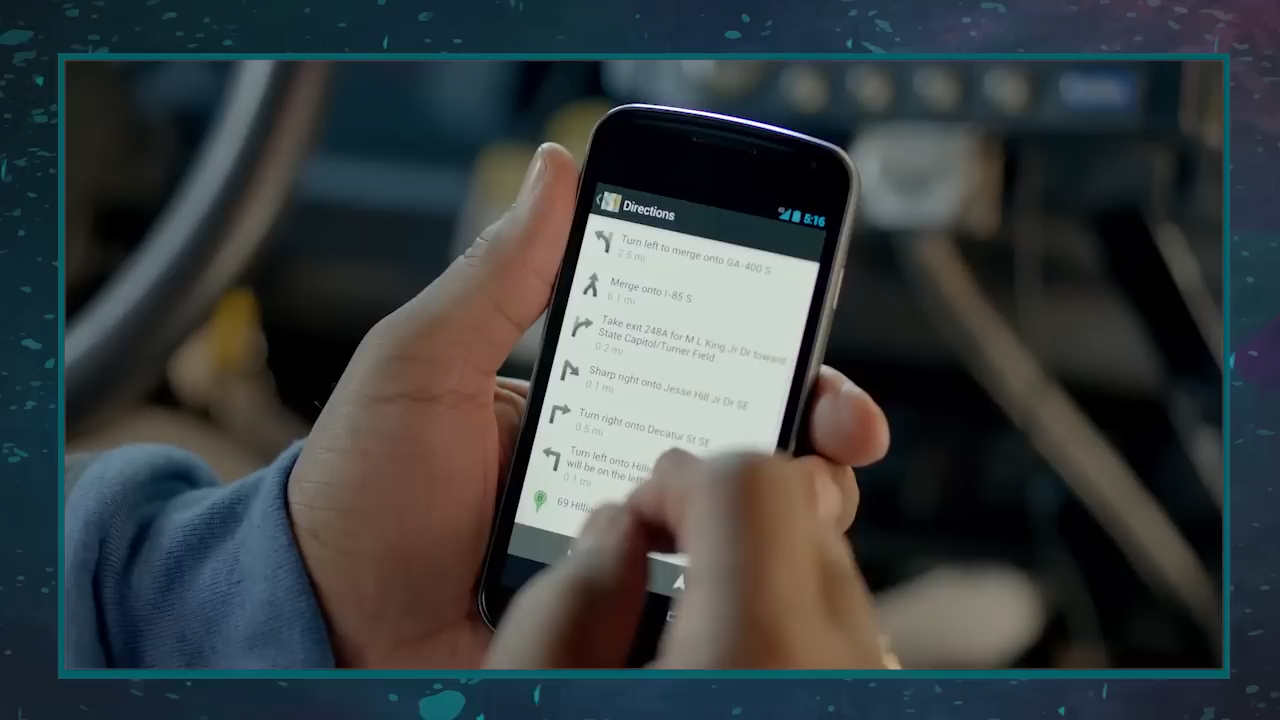 Directions
5:16
Turn left to merge onto GA-400 S
2.5 mi
Merge onto I-85 S
6.1 mi
Take exit 248A for M L King Jr Dr toward
State Capitol/Turner Field
0.2 mi
Sharp right onto Jesse Hill Jr Dr SE
0.1 mi
Turn right onto Decatur St SE
0.5 mi
Turn left onto
will be on the left
0.1 mi
B
69